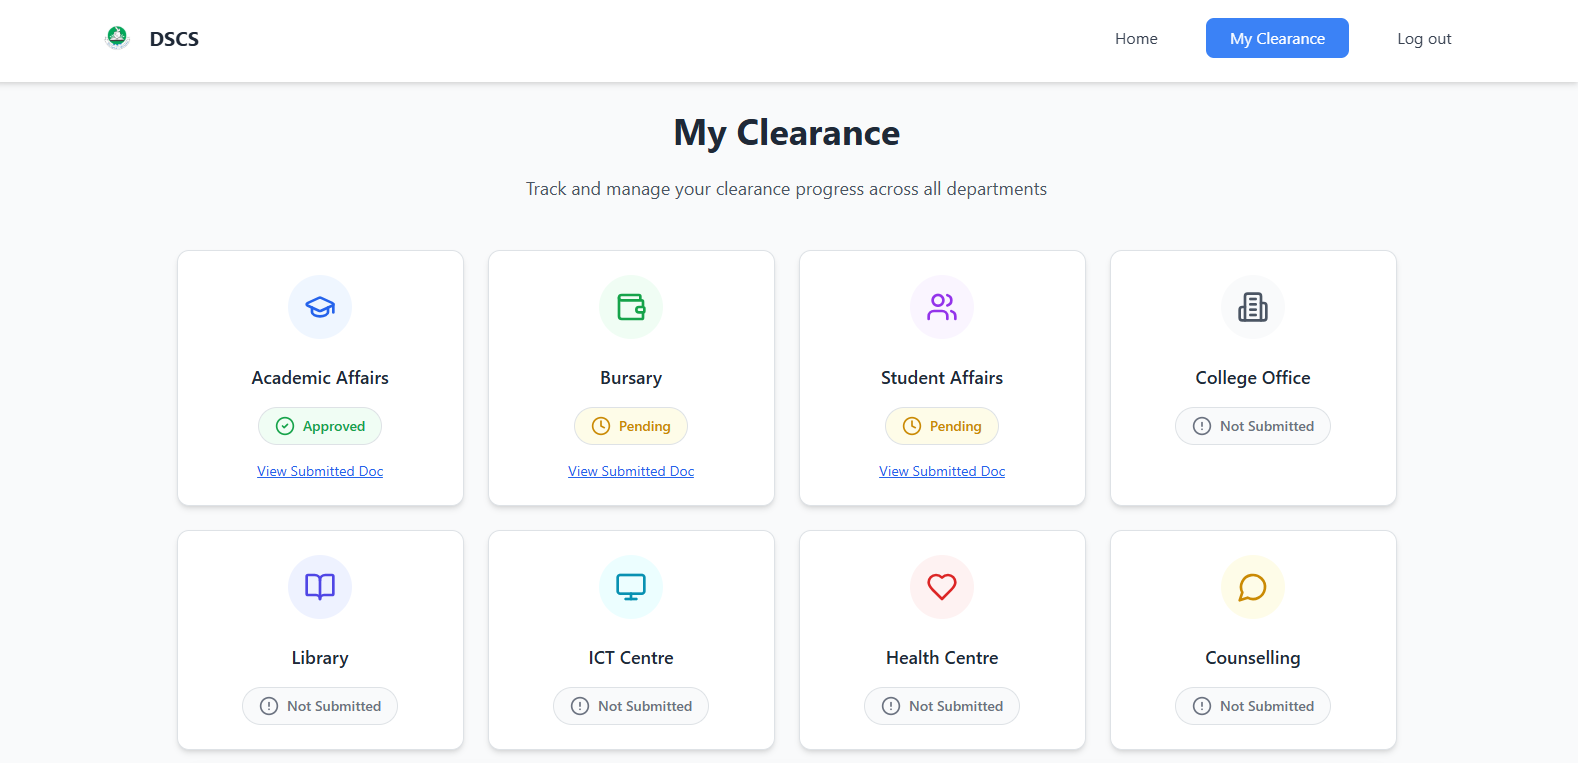 DSCS
Home
My Clearance
Log out
My Clearance
Track and manage your clearance progress across all departments
Academic Affairs
Approved
View Submitted Doc
Bursary
Pending
View Submitted Doc
Student Affairs
Pending
View Submitted Doc
College Office
Not Submitted
Library
Not Submitted
ICT Centre
Not Submitted
Health Centre
Not Submitted
Counselling
Not Submitted